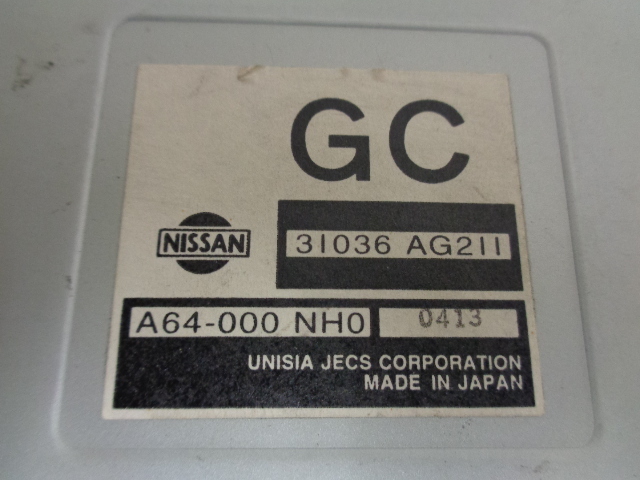 GC
NISSAN
31036 AG211
A64-000 NH0
0413
UNISIA JECS CORPORATION
MADE IN JAPAN